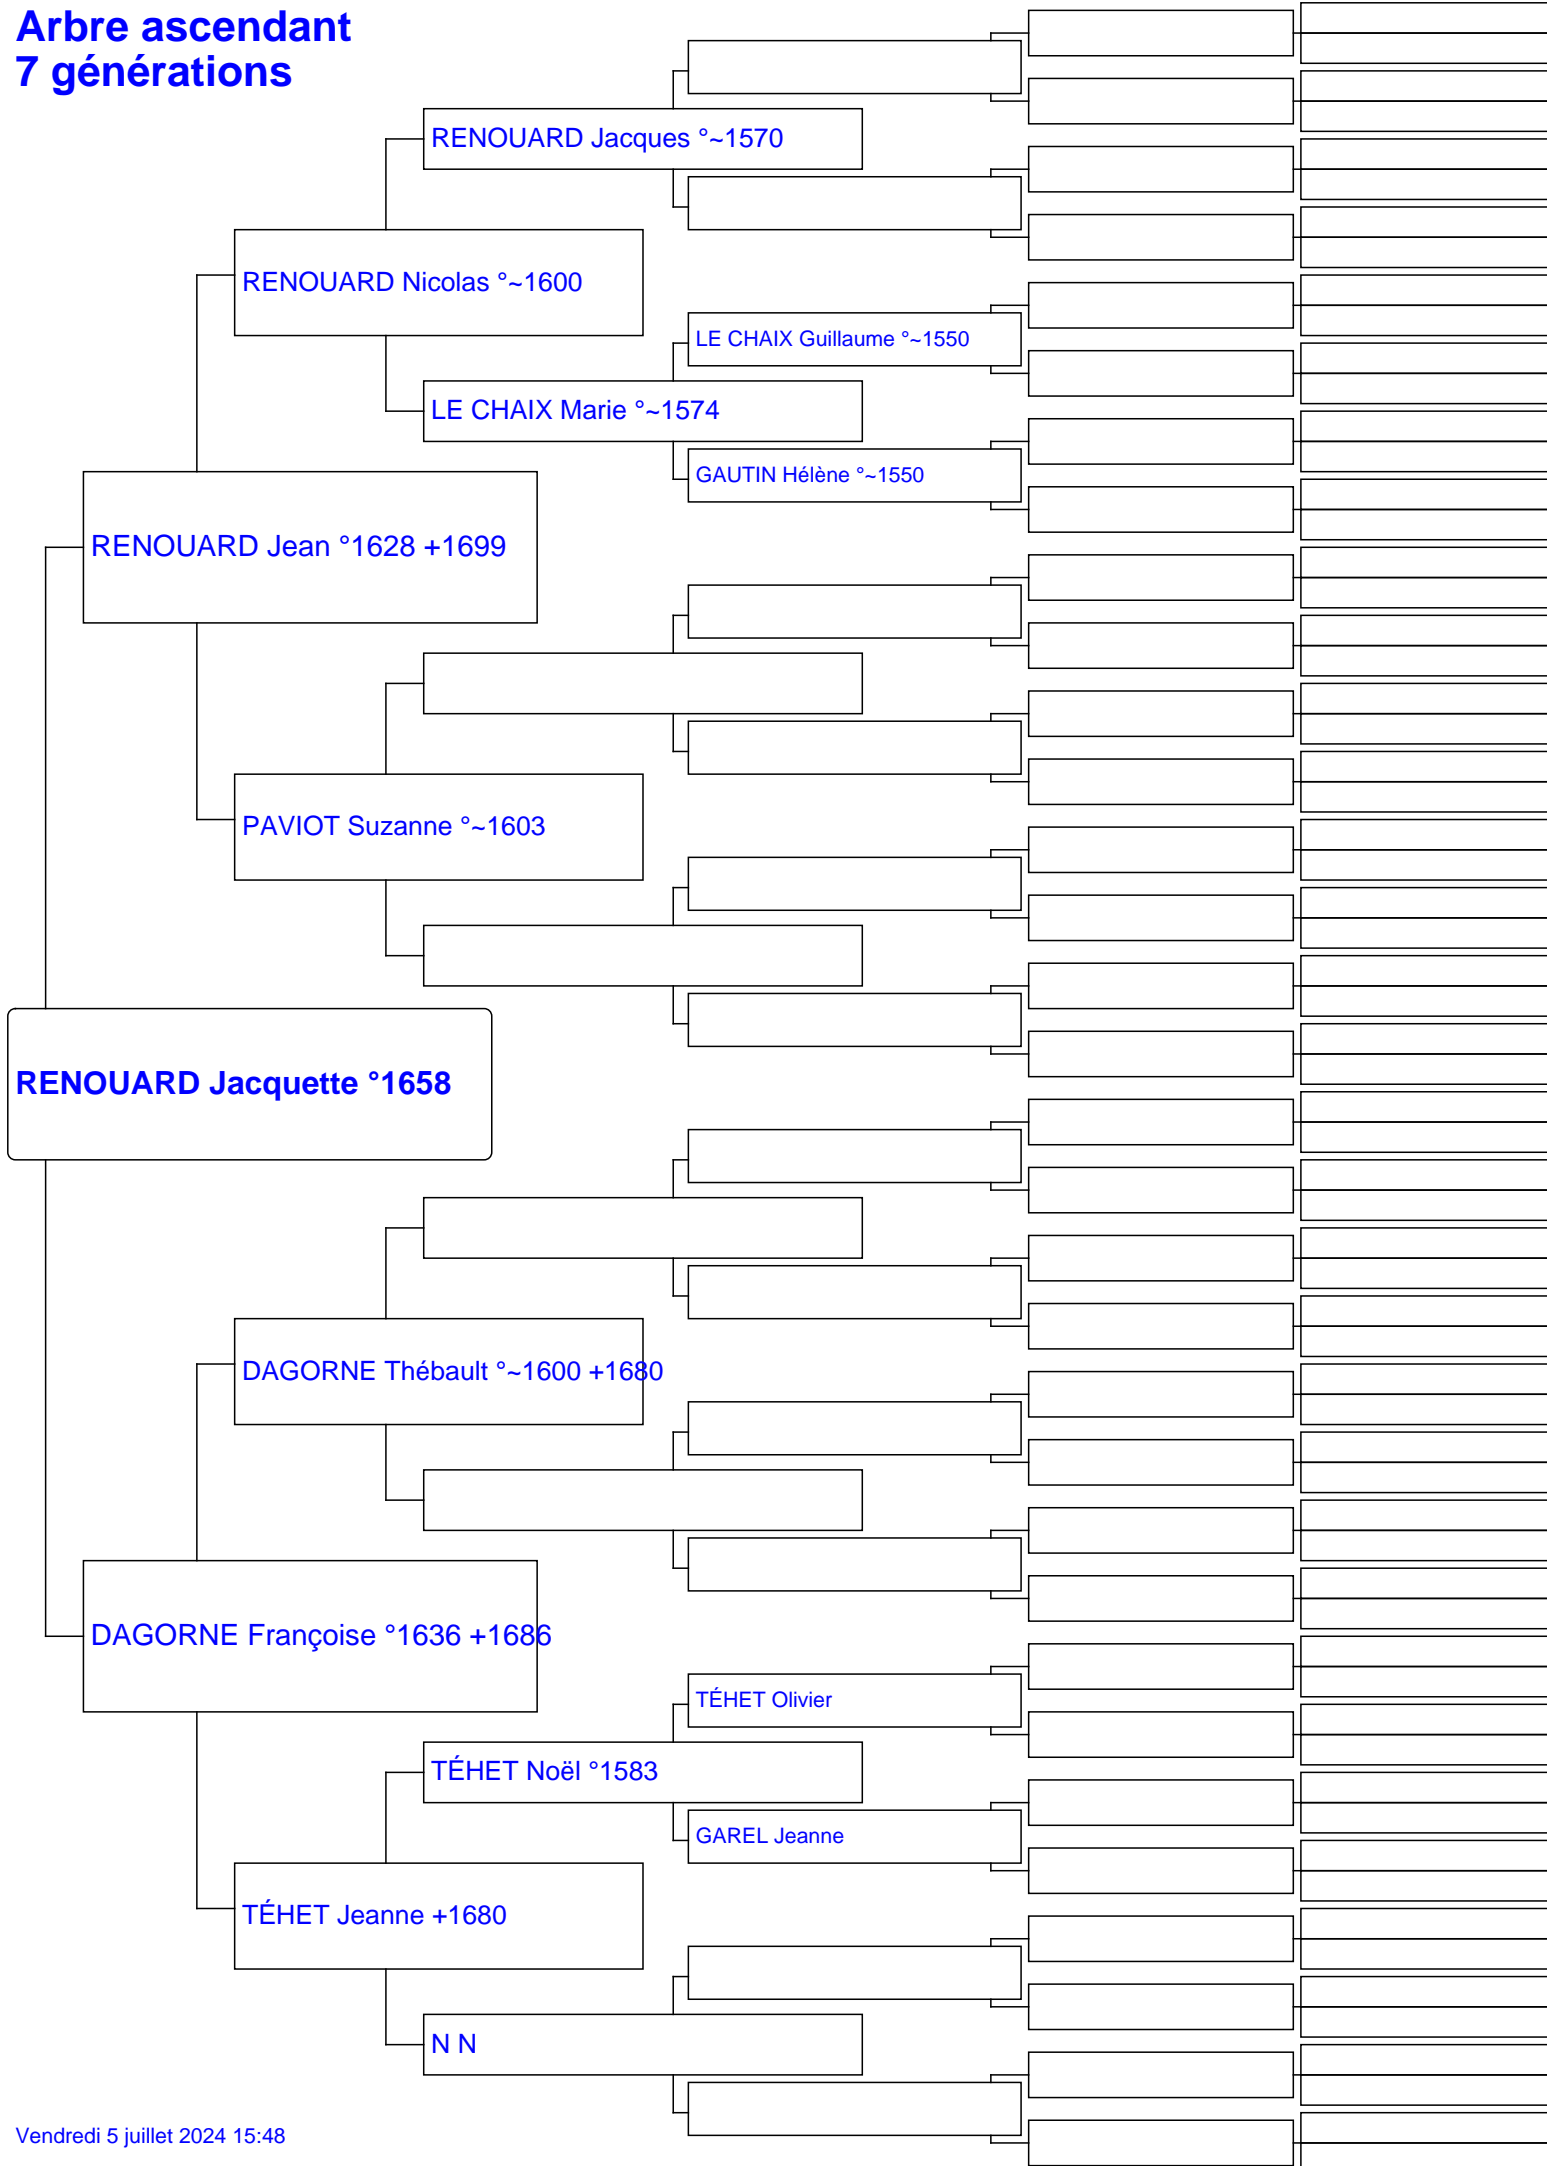 Arbre ascendant
7 générations
RENOUARD Jacques °~1570
RENOUARD Nicolas °~1600
LE CHAIX Guillaume °~1550
LE CHAIX Marie °~1574
GAUTIN Hélène °~1550
RENOUARD Jean °1628 +1699
PAVIOT Suzanne °~1603
RENOUARD Jacquette °1658
DAGORNE Thébault °~1600 +1680
DAGORNE Françoise °1636 +1686
TÉHET Olivier
TÉHET Noël °1583
GAREL Jeanne
TÉHET Jeanne +1680
N N
Vendredi 5 juillet 2024 15:48